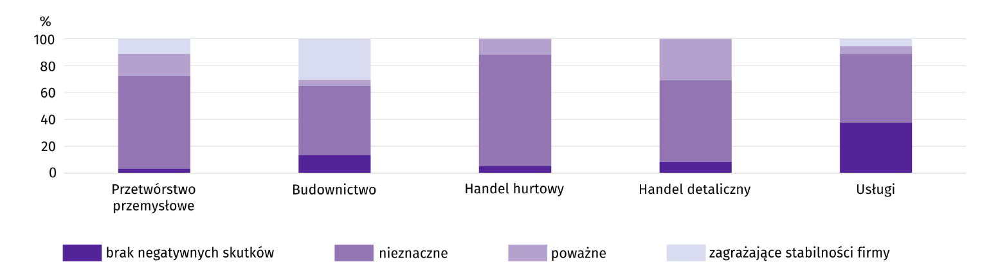 %
100
80
60
40
20
0
Przetwórstwo
przemysłowe
Budownictwo
Handel hurtowy
Handel detaliczny
Usługi
brak negatywnych skutków
nieznaczne
poważne
zagrażające stabilności firmy